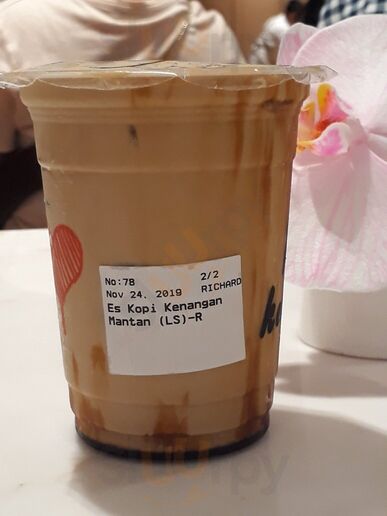 No:78 2/2
Nov 24, 2019 RICHARD
Es Kopi Kenangan
Mantan (LS)-R